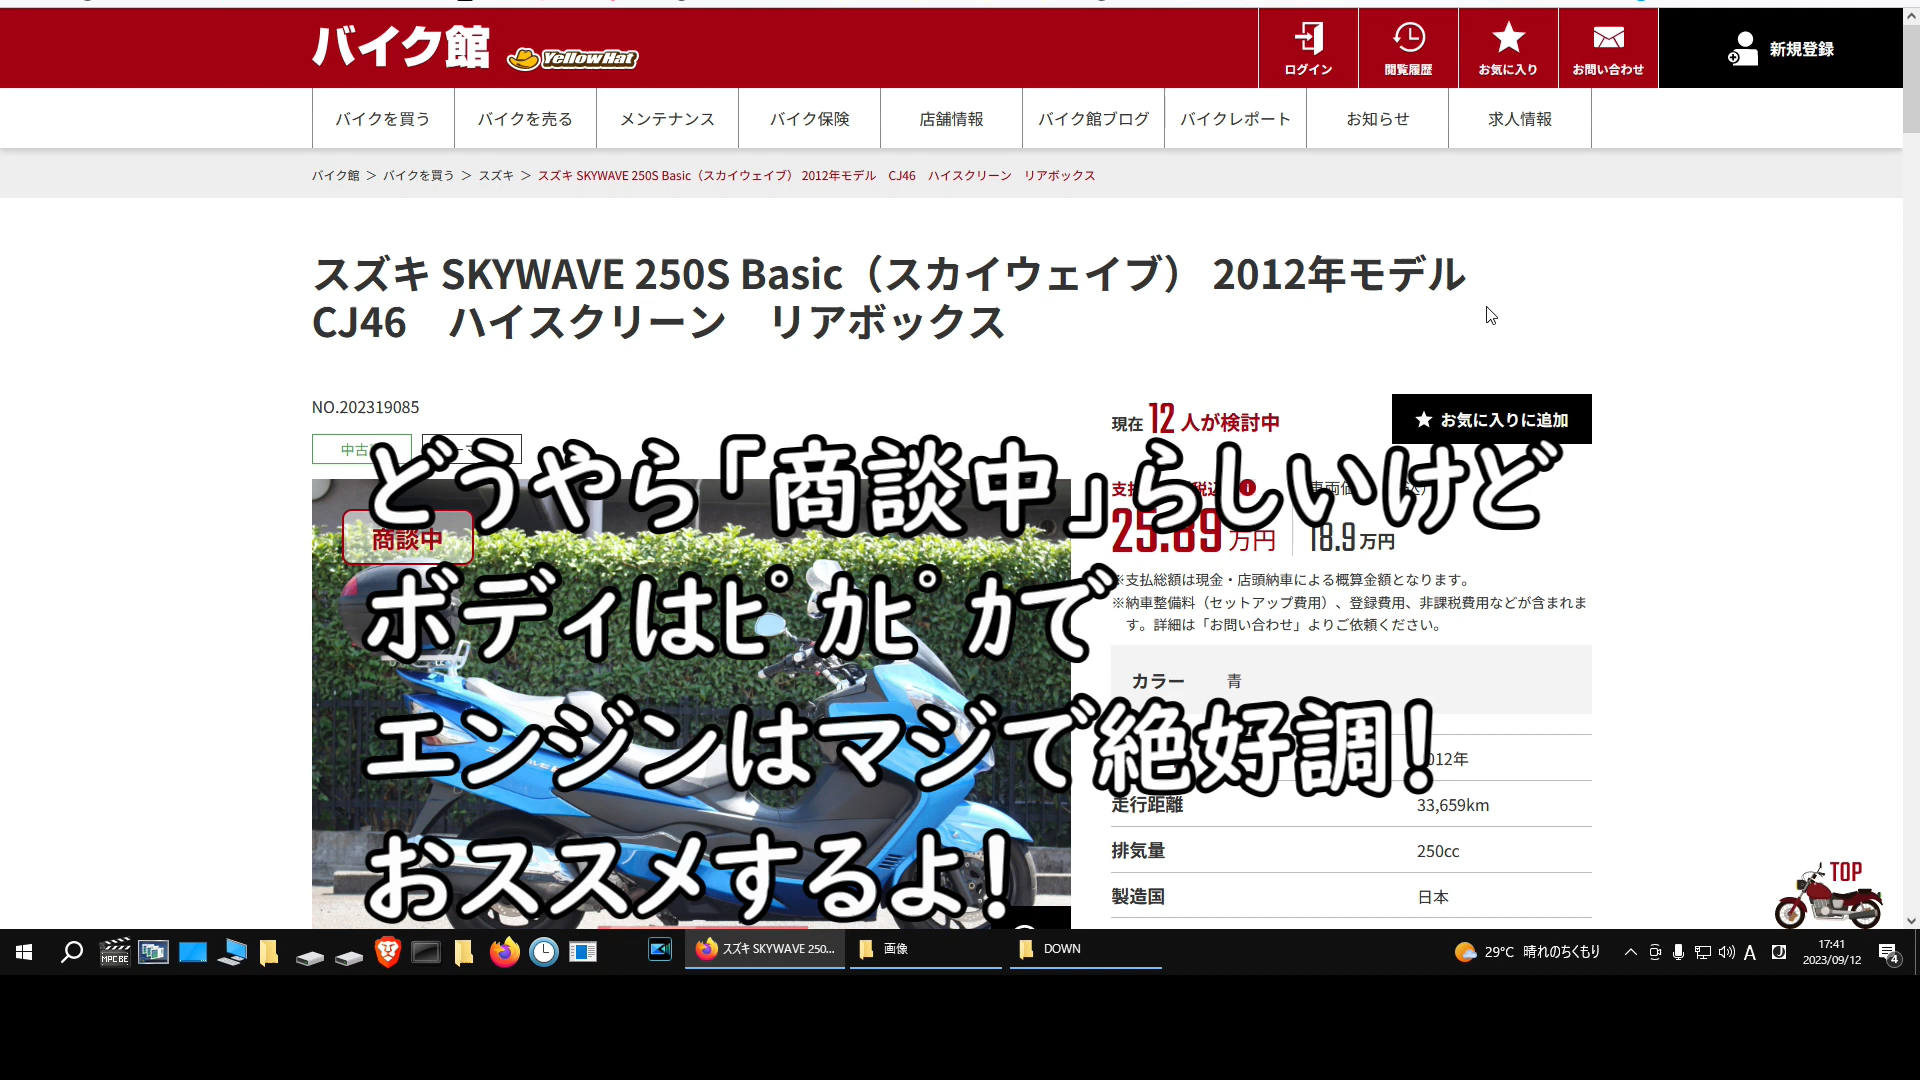 バイク館 YellowHat
ログイン 閲覧履歴 お気に入り お問い合わせ 新規登録
バイクを買う バイクを売る メンテナンス バイク保険 店舗情報 バイク館ブログ バイクレポート お知らせ 求人情報
バイク館 > バイクを買う > スズキ > スズキ SKYWAVE 250S Basic（スカイウェイブ） 2012年モデル　CJ46　ハイスクリーン　リアボックス
スズキ SKYWAVE 250S Basic（スカイウェイブ） 2012年モデル
CJ46　ハイスクリーン　リアボックス
NO.202319085
現在 12 人が検討中
★ お気に入りに追加
中古
どうやら「商談中」らしいけど
商談中
25.89 万円
18.9 万円
※支払総額は現金・店頭納車による概算金額となります。
※納車整備料（セットアップ費用）、登録費用、非課税費用などが含まれま
す。詳細は「お問い合わせ」よりご依頼ください。
ボディはﾋﾟｶﾋﾟｶで
カラー 青
エンジンはマジで絶好調！
2012年
走行距離 33,659km
おススメするよ！
排気量 250cc
製造国 日本
TOP
MPC BE
スズキ SKYWAVE 250...
画像
DOWN
29°C 晴れのちくもり
A
17:41
2023/09/12
4